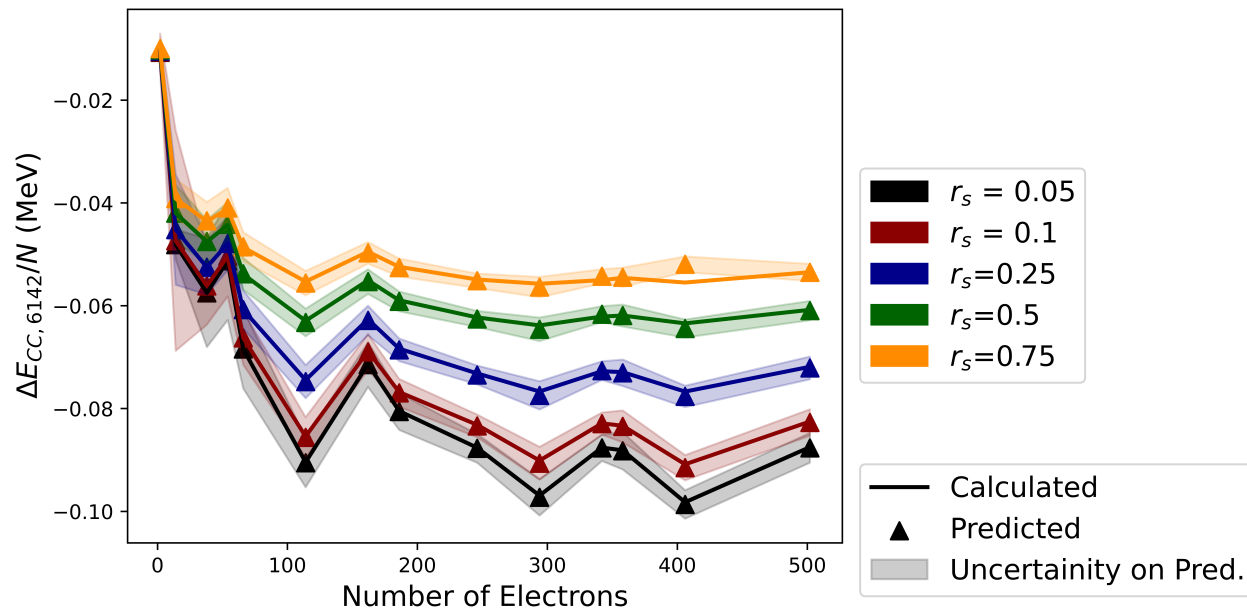 −0.02
−0.04
−0.06
−0.08
−0.10
ΔE_{CC, 6142}/N (MeV)
0 100 200 300 400 500
Number of Electrons
r_s = 0.05
r_s = 0.1
r_s=0.25
r_s=0.5
r_s=0.75
Calculated
Predicted
Uncertainity on Pred.